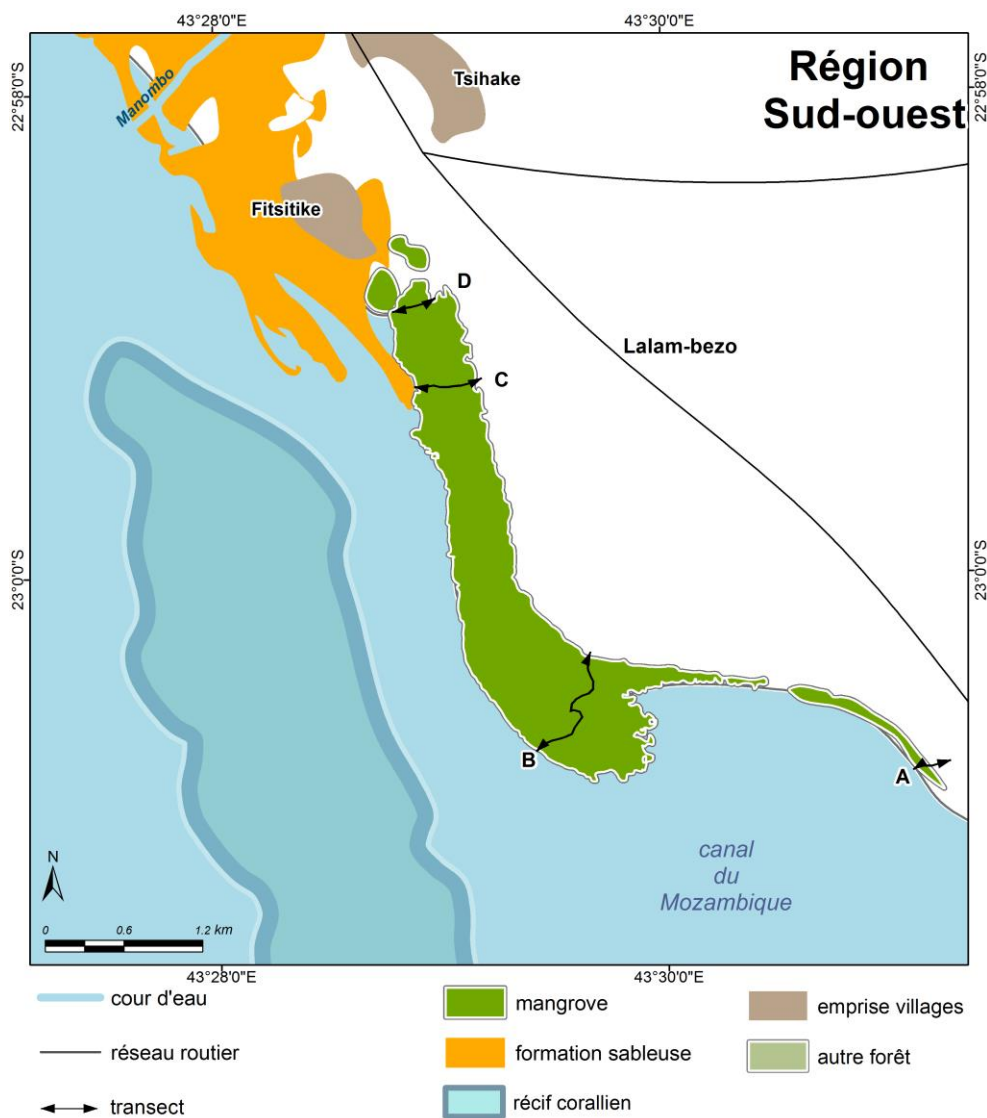 43°28'0"E
43°30'0"E
Région
Sud-ouest
Tsihake
Manombo
22°58'0"S
22°58'0"S
Fitsitike
D
Lalam-bezo
C
23°0'0"S
23°0'0"S
B
A
canal
du
Mozambique
N
0 0.6 1.2 km
43°28'0"E
43°30'0"E
cour d'eau
mangrove
emprise villages
réseau routier
formation sableuse
autre forêt
transect
récif corallien